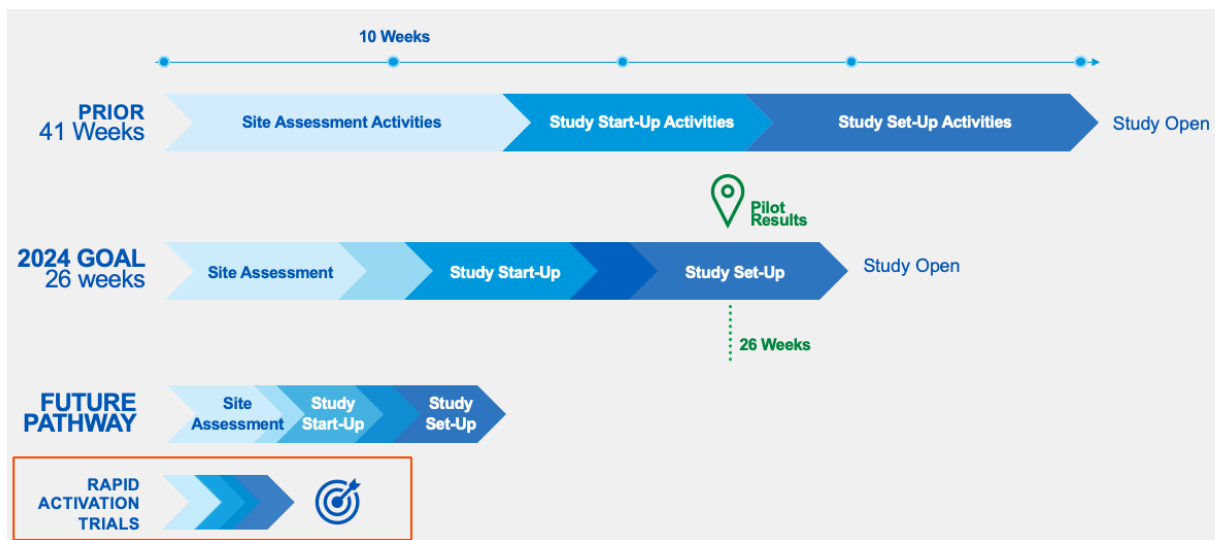 10 Weeks
PRIOR
41 Weeks
Site Assessment Activities
Study Start-Up Activities
Study Set-Up Activities
Study Open
Pilot
Results
2024 GOAL
26 weeks
Site Assessment
Study Start-Up
Study Set-Up
Study Open
26 Weeks
FUTURE
PATHWAY
Site
Assessment
Study
Start-Up
Study
Set-Up
RAPID
ACTIVATION
TRIALS